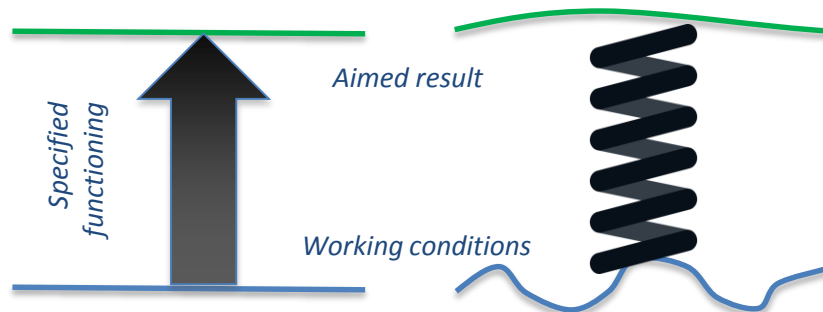 Specified
functioning
Aimed result
Working conditions